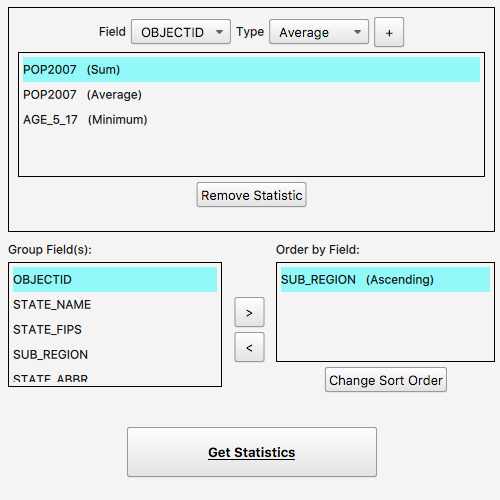 Field OBJECTID Type Average +
POP2007 (Sum)
POP2007 (Average)
AGE_5_17 (Minimum)
Remove Statistic
Group Field(s):
OBJECTID
STATE_NAME
STATE_FIPS
SUB_REGION
STATE_ABBR
>
<
Order by Field:
SUB_REGION (Ascending)
Change Sort Order
Get Statistics